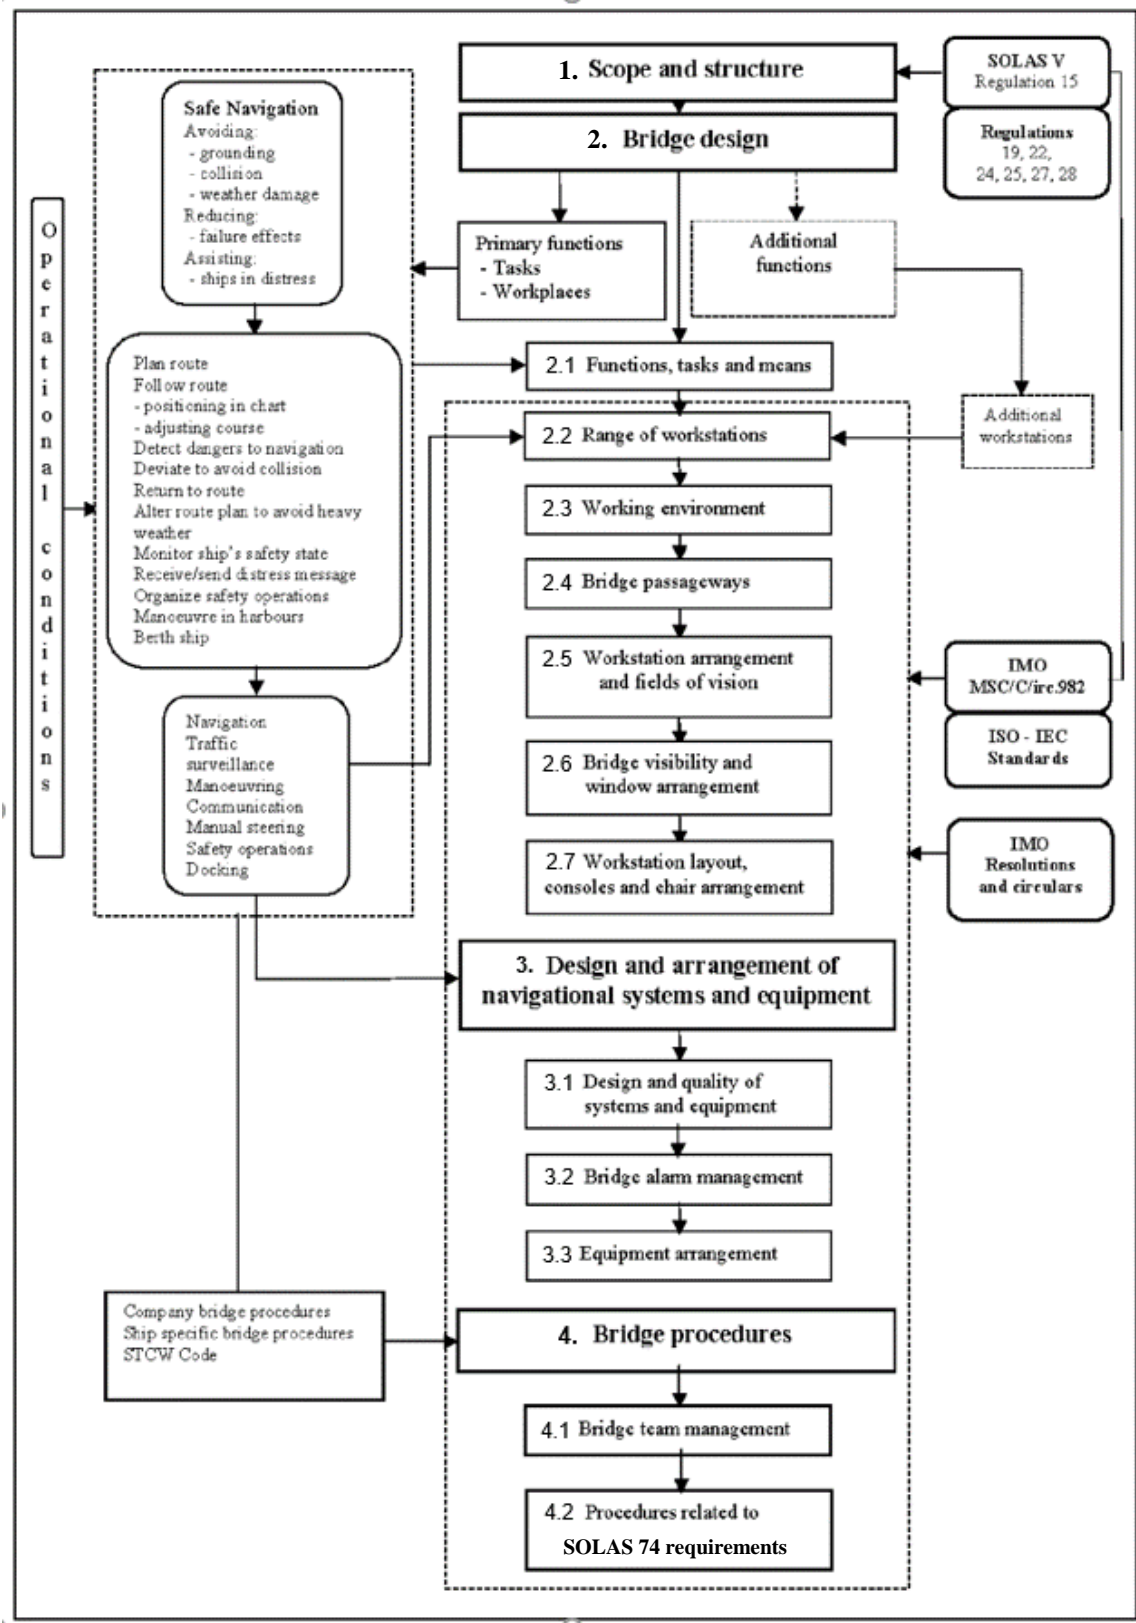 1. Scope and structure
SOLAS V
Regulation 15
2. Bridge design
Regulations
19, 22,
24, 25, 27, 28
Safe Navigation
Avoiding:
- grounding
- collision
- weather damage
Reducing:
- failure effects
Assisting:
- ships in distress
Operational conditions
Primary functions
- Tasks
- Workplaces
Additional
functions
Plan route
Follow route
- positioning in chart
- adjusting course
Detect dangers to navigation
Deviate to avoid collision
Return to route
Alter route plan to avoid heavy
weather
Monitor ship's safety state
Receive/send distress message
Organize safety operations
Manoeuvre in harbours
Berth ship
2.1 Functions, tasks and means
2.2 Range of workstations
Additional
workstations
2.3 Working environment
2.4 Bridge passageways
2.5 Workstation arrangement
and fields of vision
IMO
MSC/C/irc.982
ISO - IEC
Standards
Navigation
Traffic
surveillance
Manoeuvring
Communication
Manual steering
Safety operations
Docking
2.6 Bridge visibility and
window arrangement
2.7 Workstation layout,
consoles and chair arrangement
IMO
Resolutions
and circulars
3. Design and arrangement of
navigational systems and equipment
3.1 Design and quality of
systems and equipment
3.2 Bridge alarm management
3.3 Equipment arrangement
Company bridge procedures
Ship specific bridge procedures
STCW Code
4. Bridge procedures
4.1 Bridge team management
4.2 Procedures related to
SOLAS 74 requirements